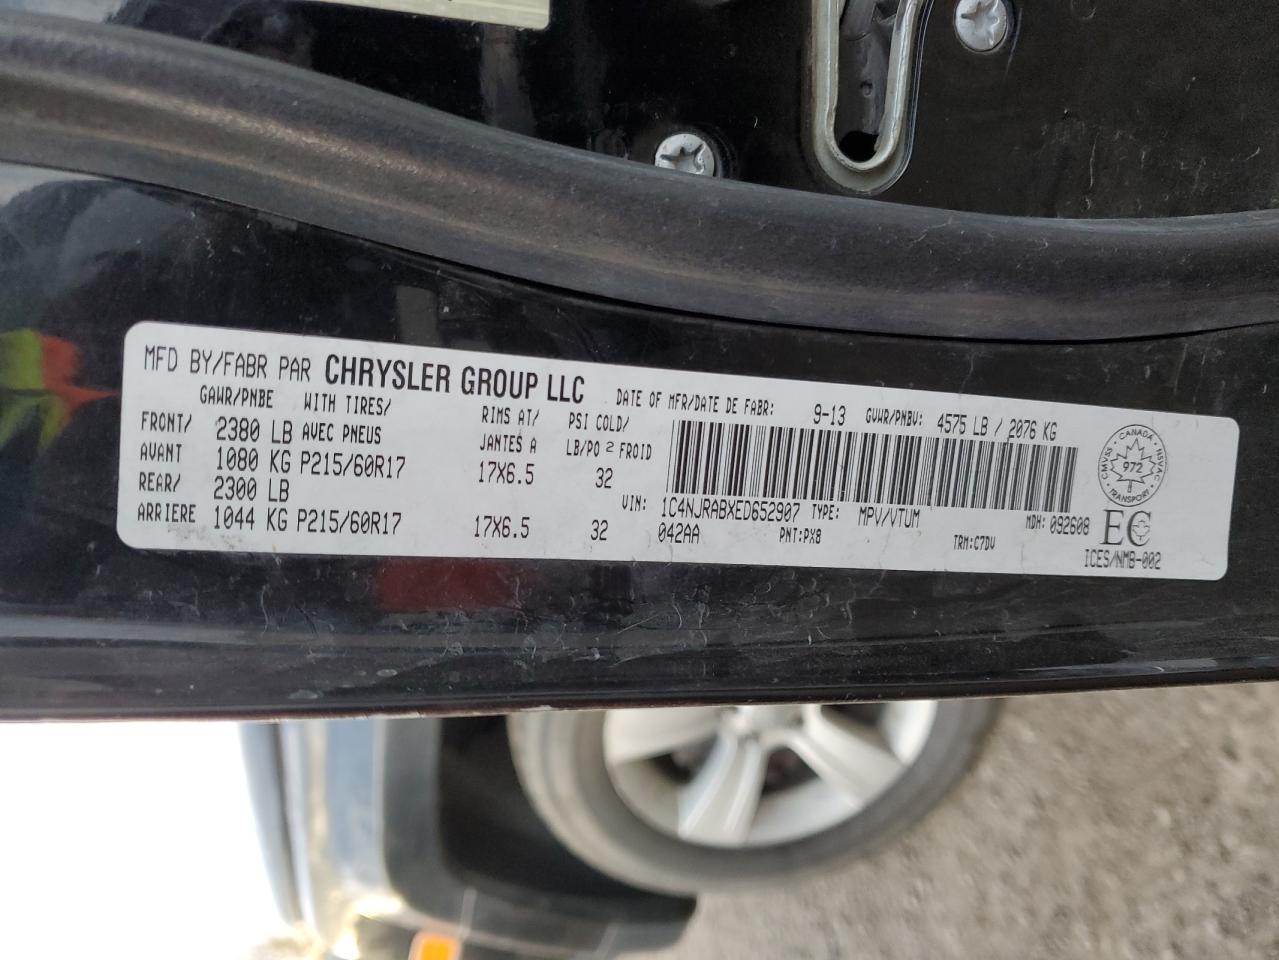 MFD BY/FABR PAR CHRYSLER GROUP LLC DATE OF MFR/DATE DE FABR: 9-13 GVWR/PNBV: 4575 LB / 2076 KG
GAWR/PNBE WITH TIRES/ RIMS AT/ PSI COLD/
FRONT/ 2380 LB AVEC PNEUS JANTES A LB/PO 2 FROID
AVANT 1080 KG P215/60R17 17X6.5 32
REAR/ 2300 LB
ARRIERE 1044 KG P215/60R17 17X6.5 32
VIN: 1C4NJRABXED652907 TYPE: MPV/VTUM MDH: 092608
042AA PNT:PX8 TRM:C7DV
CMVSS CANADA NSVAC
972
TRANSPORT
EC
ICES/NMB-002